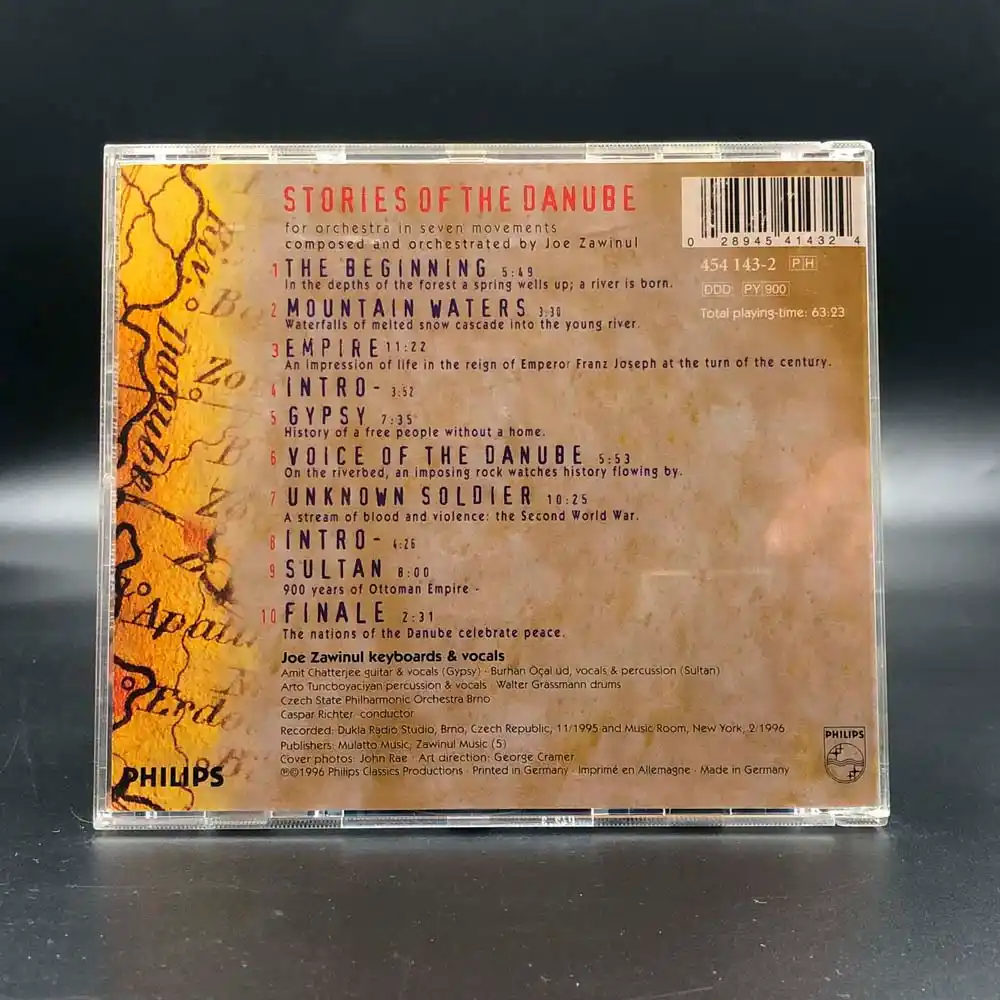 STORIES OF THE DANUBE
for orchestra in seven movements
composed and orchestrated by Joe Zawinul
1 THE BEGINNING 5:49
In the depths of the forest a spring wells up; a river is born.
2 MOUNTAIN WATERS 3:30
Waterfalls of melted snow cascade into the young river.
3 EMPIRE 11:22
An impression of life in the reign of Emperor Franz Joseph at the turn of the century.
4 INTRO- 3:52
5 GYPSY 7:35
History of a free people without a home.
6 VOICE OF THE DANUBE 5:53
On the riverbed, an imposing rock watches history flowing by.
7 UNKNOWN SOLDIER 10:25
A stream of blood and violence: the Second World War.
8 INTRO- 4:26
9 SULTAN 8:00
900 years of Ottoman Empire -
10 FINALE 2:31
The nations of the Danube celebrate peace.
Joe Zawinul keyboards & vocals
Amit Chatterjee guitar & vocals (Gypsy) · Burhan Öçal ud, vocals & percussion (Sultan)
Arto Tuncboyaciyan percussion & vocals · Walter Grassmann drums
Czech State Philharmonic Orchestra Brno
Caspar Richter conductor
Recorded: Dukla Radio Studio, Brno, Czech Republic, 11/1995 and Music Room, New York, 2/1996
Publishers: Mulatto Music, Zawinul Music (5)
Cover photos: John Rae · Art direction: George Cramer
℗©1996 Philips Classics Productions · Printed in Germany · Imprimé en Allemagne · Made in Germany
0 28945 41432 4
454 143-2 PH
DDD PY 900
Total playing-time: 63:23
PHILIPS
PHILIPS
Riv.
Danube
Zo
Apau
Erdo